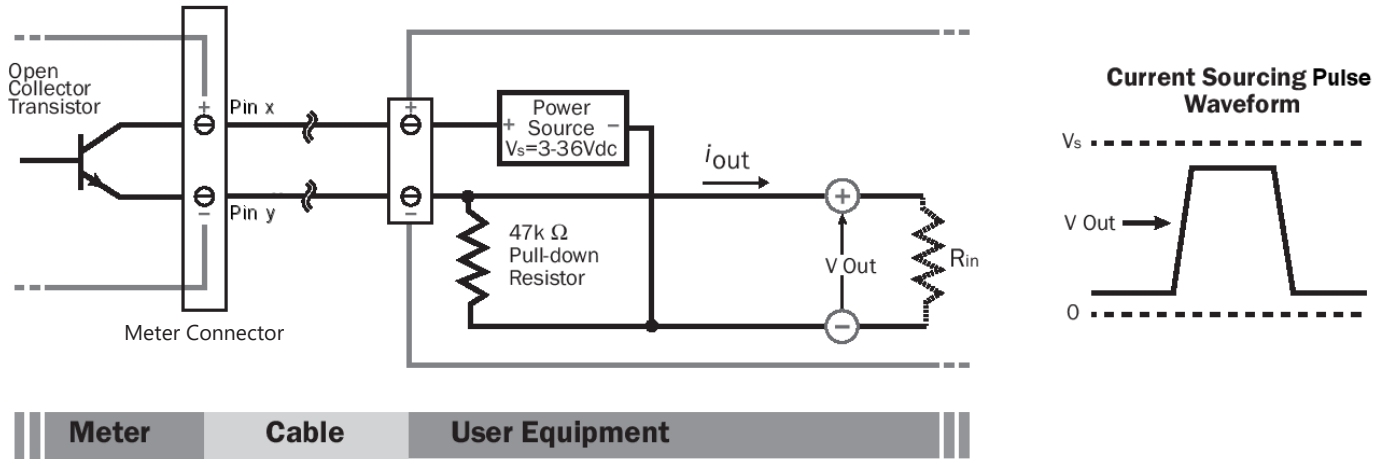 Open
Collector
Transistor
+
Pin x
−
Pin y
Meter Connector
+
−
Power
+ Source −
Vs=3-36Vdc
iout
47k Ω
Pull-down
Resistor
+
V Out
−
Rin
Current Sourcing Pulse
Waveform
Vs
V Out
0
Meter
Cable
User Equipment